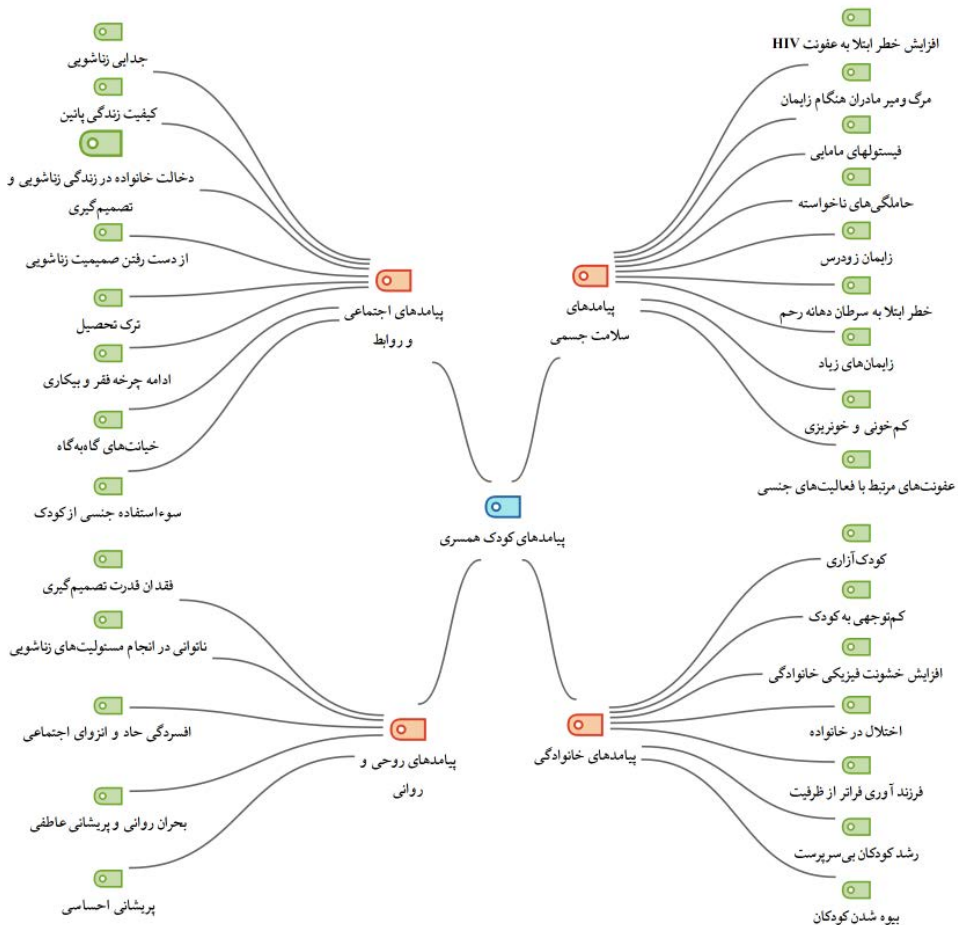 افزایش خطر ابتلا به عفونت HIV
مرگ ومیر مادران هنگام زایمان
فیستولهای مامایی
حاملگی‌های ناخواسته
زایمان زودرس
خطر ابتلا به سرطان دهانه رحم
زایمان‌های زیاد
کم‌خونی و خونریزی
عفونت‌های مرتبط با فعالیت‌های جنسی
پیامدهای
سلامت جسمی
جدایی زناشویی
کیفیت زندگی پائین
دخالت خانواده در زندگی زناشویی و
تصمیم‌گیری
از دست رفتن صمیمیت زناشویی
ترک تحصیل
ادامه چرخه فقر و بیکاری
خیانت‌های گاه‌به‌گاه
سوءاستفاده جنسی از کودک
پیامدهای اجتماعی
و روابط
پیامدهای کودک همسری
کودک‌آزاری
کم‌توجهی به کودک
افزایش خشونت فیزیکی خانوادگی
اختلال در خانواده
فرزند آوری فراتر از ظرفیت
رشد کودکان بی‌سرپرست
بیوه شدن کودکان
پیامدهای خانوادگی
فقدان قدرت تصمیم‌گیری
ناتوانی در انجام مسئولیت‌های زناشویی
افسردگی حاد و انزوای اجتماعی
بحران روانی و پریشانی عاطفی
پریشانی احساسی
پیامدهای روحی و
روانی